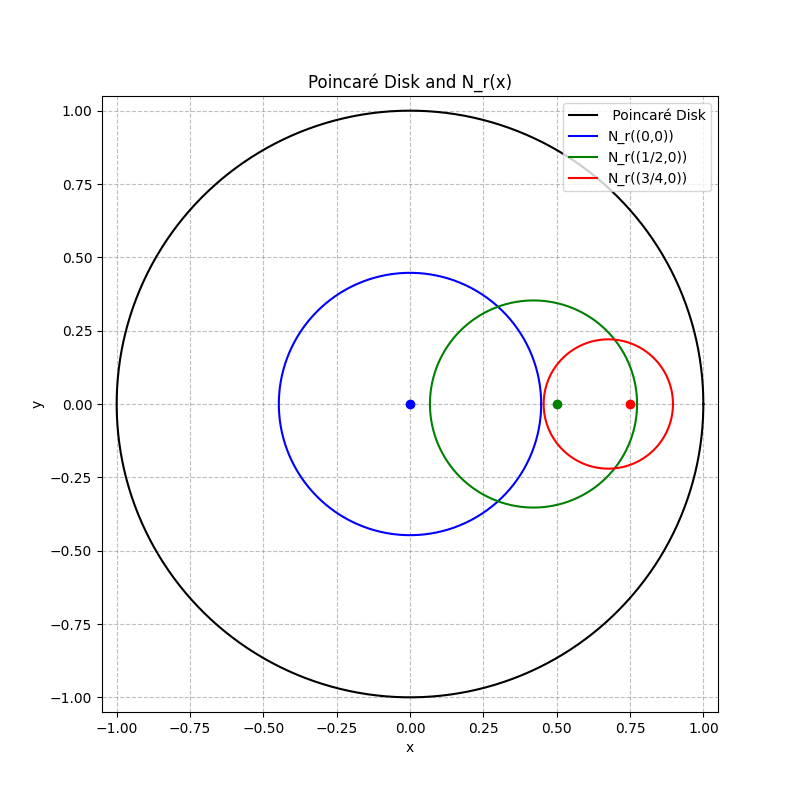 Poincaré Disk and N_r(x)
Poincaré Disk
N_r((0,0))
N_r((1/2,0))
N_r((3/4,0))
1.00
0.75
0.50
0.25
0.00
−0.25
−0.50
−0.75
−1.00
y
−1.00 −0.75 −0.50 −0.25 0.00 0.25 0.50 0.75 1.00
x